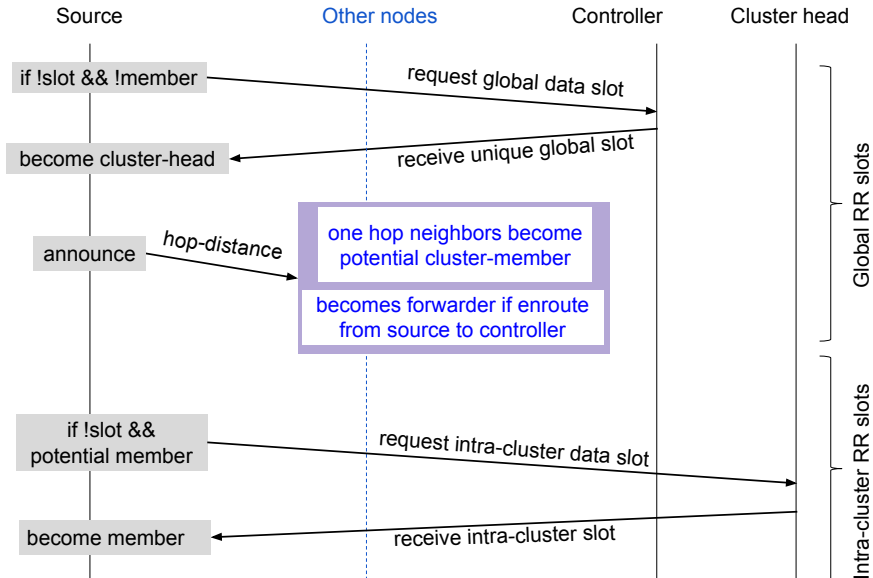 Source
Other nodes
Controller
Cluster head
if !slot && !member
request global data slot
become cluster-head
receive unique global slot
announce
hop-distance
one hop neighbors become
potential cluster-member
becomes forwarder if enroute
from source to controller
Global RR slots
if !slot &&
potential member
request intra-cluster data slot
become member
receive intra-cluster slot
Intra-cluster RR slots